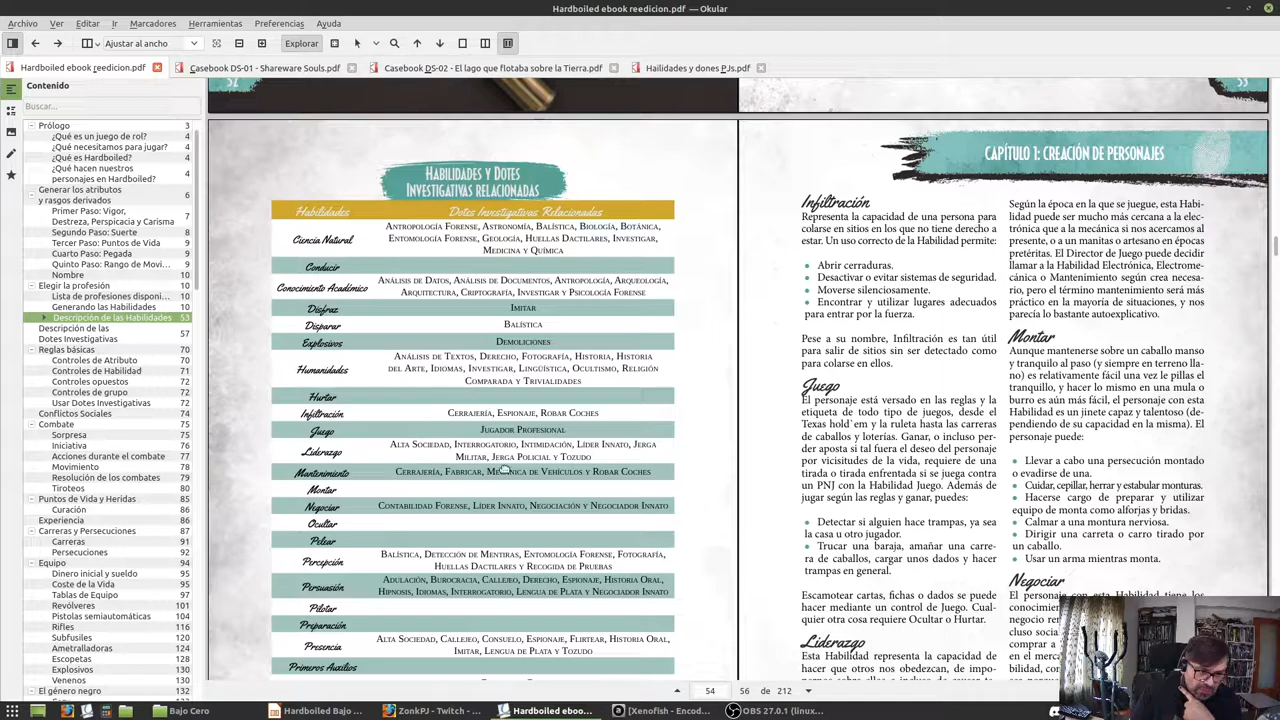 Hardboiled ebook reedicion.pdf — Okular
Archivo Ver Editar Ir Marcadores Herramientas Preferencias Ayuda
Ajustar al ancho Explorar
Hardboiled ebook reedicion.pdf Casebook DS-01 - Shareware Souls.pdf Casebook DS-02 - El lago que flotaba sobre la Tierra.pdf Hailidades y dones PJs.pdf
Contenido
Buscar...
Prólogo 3
¿Qué es un juego de rol? 4
¿Qué necesitamos para jugar? 4
¿Qué es Hardboiled? 4
¿Qué hacen nuestros
personajes en Hardboiled? 4
Generar los atributos
y rasgos derivados 6
Primer Paso: Vigor,
Destreza, Perspicacia y Carisma 7
Segundo Paso: Suerte 8
Tercer Paso: Puntos de Vida 9
Cuarto Paso: Pegada 9
Quinto Paso: Rango de Movi... 9
Nombre 10
Elegir la profesión 10
Lista de profesiones disponi... 10
Generando las Habilidades 10
Descripción de las Habilidades 53
Descripción de las
Dotes Investigativas 57
Reglas básicas 70
Controles de Atributo 70
Controles de Habilidad 71
Controles opuestos 72
Controles de grupo 72
Usar Dotes Investigativas 72
Conflictos Sociales 74
Combate 75
Sorpresa 75
Iniciativa 76
Acciones durante el combate 77
Movimiento 78
Resolución de los combates 79
Tiroteos 80
Puntos de Vida y Heridas 85
Curación 86
Experiencia 86
Carreras y Persecuciones 87
Carreras 91
Persecuciones 92
Equipo 94
Dinero inicial y sueldo 95
Coste de la Vida 95
Tablas de Equipo 97
Revólveres 101
Pistolas semiautomáticas 104
Rifles 116
Subfusiles 120
Ametralladoras 124
Escopetas 128
Explosivos 130
Venenos 130
El género negro 132
52
53
Habilidades y Dotes
Investigativas relacionadas
Habilidades Dotes Investigativas Relacionadas
Ciencia Natural
Antropología Forense, Astronomía, Balística, Biología, Botánica,
Entomología Forense, Geología, Huellas Dactilares, Investigar,
Medicina y Química
Conducir
Conocimiento Académico
Análisis de Datos, Análisis de Documentos, Antropología, Arqueología,
Arquitectura, Criptografía, Investigar y Psicología Forense
Disfraz Imitar
Disparar Balística
Explosivos Demoliciones
Humanidades
Análisis de Textos, Derecho, Fotografía, Historia, Historia
del Arte, Idiomas, Investigar, Lingüística, Ocultismo, Religión
Comparada y Trivialidades
Hurtar
Infiltración Cerrajería, Espionaje, Robar Coches
Juego Jugador Profesional
Liderazgo
Alta Sociedad, Interrogatorio, Intimidación, Líder Innato, Jerga
Militar, Jerga Policial y Tozudo
Mantenimiento Cerrajería, Fabricar, Mecánica de Vehículos y Robar Coches
Montar
Negociar Contabilidad Forense, Líder Innato, Negociación y Negociador Innato
Ocultar
Pelear
Percepción
Balística, Detección de Mentiras, Entomología Forense, Fotografía,
Huellas Dactilares y Recogida de Pruebas
Persuasión
Adulación, Burocracia, Callejeo, Derecho, Espionaje, Historia Oral,
Hipnosis, Idiomas, Interrogatorio, Lengua de Plata y Negociador Innato
Pilotar
Preparación
Presencia
Alta Sociedad, Callejeo, Consuelo, Espionaje, Flirtear, Historia Oral,
Imitar, Lengua de Plata y Tozudo
Primeros Auxilios
CAPÍTULO 1: CREACIÓN DE PERSONAJES
Infiltración
Representa la capacidad de una persona para
colarse en sitios en los que no tiene derecho a
estar. Un uso correcto de la Habilidad permite:
• Abrir cerraduras.
• Desactivar o evitar sistemas de seguridad.
• Moverse silenciosamente.
• Encontrar y utilizar lugares adecuados
para entrar por la fuerza.
Pese a su nombre, Infiltración es tan útil
para salir de sitios sin ser detectado como
para colarse en ellos.
Juego
El personaje está versado en las reglas y la
etiqueta de todo tipo de juegos, desde el
Texas hold`em y la ruleta hasta las carreras
de caballos y loterías. Ganar, o incluso per-
der aposta si tal fuera el deseo del personaje
por vicisitudes de la vida, requiere de una
tirada o tirada enfrentada si se juega contra
un PNJ con la Habilidad Juego. Además de
jugar según las reglas y ganar, puedes:
• Detectar si alguien hace trampas, ya sea
la casa u otro jugador.
• Trucar una baraja, amañar una carre-
ra de caballos, cargar unos dados y hacer
trampas en general.
Escamotear cartas, fichas o dados se puede
hacer mediante un control de Juego. Cual-
quier otra cosa requiere Ocultar o Hurtar.
Liderazgo
Esta Habilidad representa la capacidad de
hacer que otros nos obedezcan, de impo-
Según la época en la que se juegue, esta Habi-
lidad puede ser mucho más cercana a la elec-
trónica que a la mecánica si nos acercamos al
presente, o a un manitas o artesano en épocas
pretéritas. El Director de Juego puede decidir
llamar a la Habilidad Electrónica, Electrome-
cánica o Mantenimiento según crea necesa-
rio, pero el término mantenimiento será más
práctico en la mayoría de situaciones, y nos
parecía lo bastante autoexplicativo.
Montar
Aunque mantenerse sobre un caballo manso
y tranquilo al paso (y siempre en terreno lla-
no) es relativamente fácil una vez le pillas el
tranquillo, y hacer lo mismo en una mula o
burro es aún más fácil, el personaje con esta
Habilidad es un jinete capaz y talentoso (de-
pendiendo de su capacidad en la misma). El
personaje puede:
• Llevar a cabo una persecución montado
o evadirse de una.
• Cuidar, cepillar, herrar y estabular monturas.
• Hacerse cargo de preparar y utilizar
equipo de monta como alforjas y bridas.
• Calmar a una montura nerviosa.
• Dirigir una carreta o carro tirado por
un caballo.
• Usar un arma mientras monta.
Negociar
El personaje con esta Habilidad tiene los
54 56 de 212
Bajo Cero Hardboiled Bajo ... ZonkPJ - Twitch - ... Hardboiled eboo... [Xenofish - Encod... OBS 27.0.1 (linux...